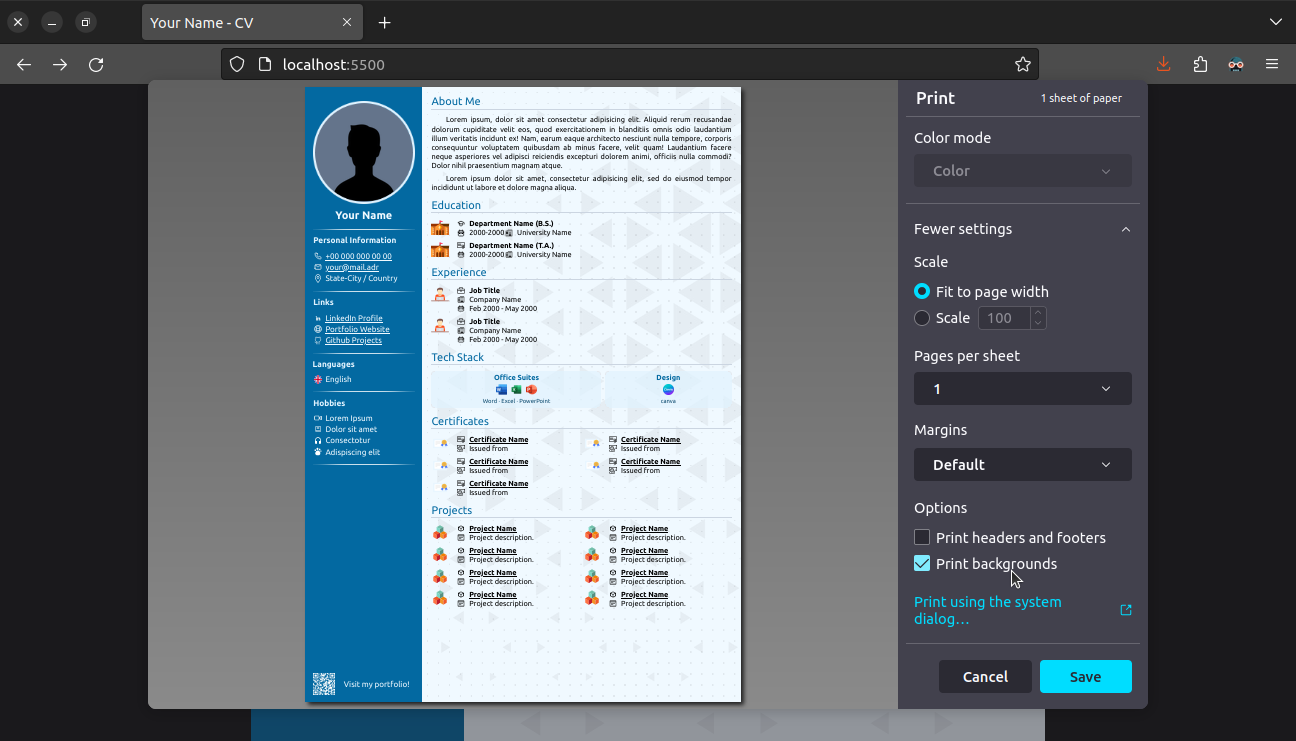 Your Name - CV
localhost:5500
About Me
Lorem ipsum, dolor sit amet consectetur adipisicing elit. Aliquid rerum recusandae
dolorum cupiditate velit eos, quod exercitationem in blanditiis omnis odio laudantium
illum veritatis incidunt ex! Nam, earum eaque architecto nesciunt nulla tempore, corporis
consequuntur voluptatem quibusdam ab minus facere, velit quam! Laudantium facere
neque asperiores vel adipisci reiciendis excepturi dolorem animi, officiis nulla commodi?
Dolor nihil praesentium magnam atque.
Lorem ipsum dolor sit amet, consectetur adipisicing elit, sed do eiusmod tempor
incididunt ut labore et dolore magna aliqua.
Your Name
Personal Information
+00 000 000 00 00
your@mail.adr
State-City / Country
Links
LinkedIn Profile
Portfolio Website
Github Projects
Languages
English
Hobbies
Lorem Ipsum
Dolor sit amet
Consectotur
Adipiscing elit
Visit my portfolio!
Education
Department Name (B.S.)
2000-2000 University Name
Department Name (T.A.)
2000-2000 University Name
Experience
Job Title
Company Name
Feb 2000 - May 2000
Job Title
Company Name
Feb 2000 - May 2000
Tech Stack
Office Suites
Word · Excel · PowerPoint
Design
canva
Certificates
Certificate Name
Issued from
Certificate Name
Issued from
Certificate Name
Issued from
Certificate Name
Issued from
Certificate Name
Issued from
Projects
Project Name
Project description.
Project Name
Project description.
Project Name
Project description.
Project Name
Project description.
Project Name
Project description.
Project Name
Project description.
Project Name
Project description.
Project Name
Project description.
Print
1 sheet of paper
Color mode
Color
Fewer settings
Scale
Fit to page width
Scale 100
Pages per sheet
1
Margins
Default
Options
Print headers and footers
Print backgrounds
Print using the system
dialog…
Cancel
Save